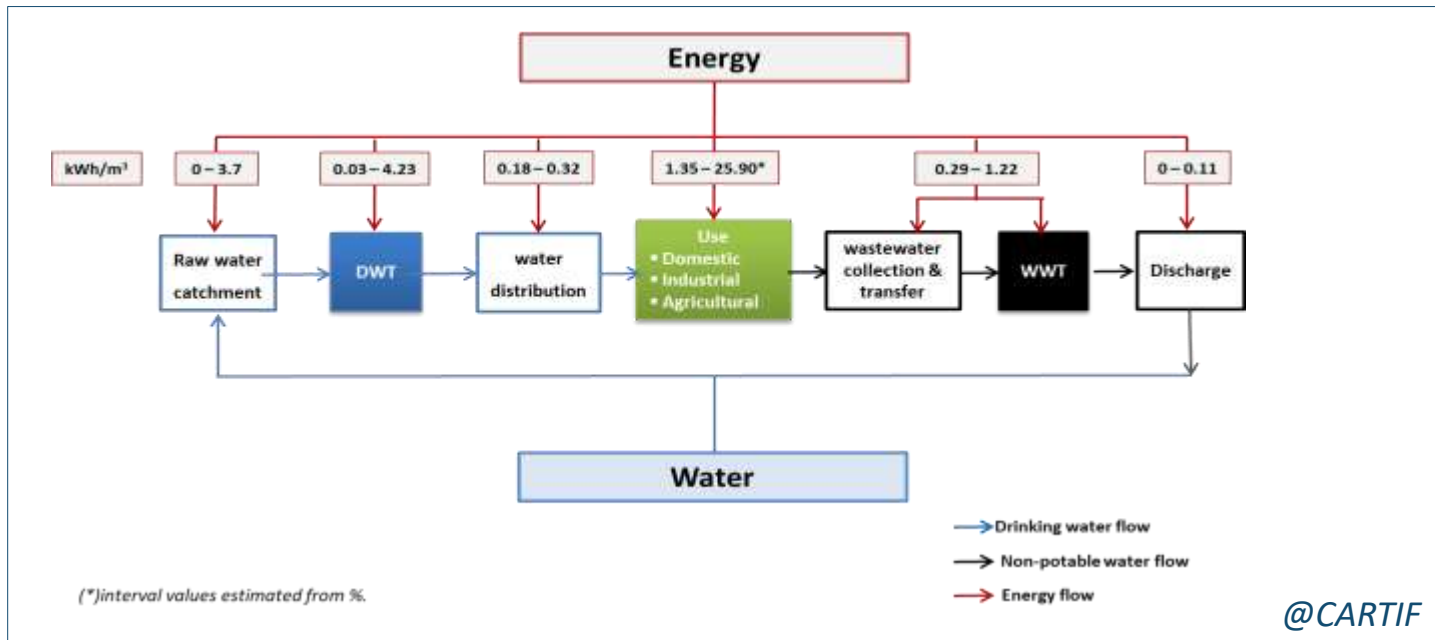 Energy
kWh/m³
0 – 3.7
0.03 – 4.23
0.18 – 0.32
1.35 – 25.90*
0.29 – 1.22
0 – 0.11
Raw water
catchment
DWT
water
distribution
Use
• Domestic
• Industrial
• Agricultural
wastewater
collection &
transfer
WWT
Discharge
Water
Drinking water flow
Non-potable water flow
Energy flow
(*)interval values estimated from %.
@CARTIF